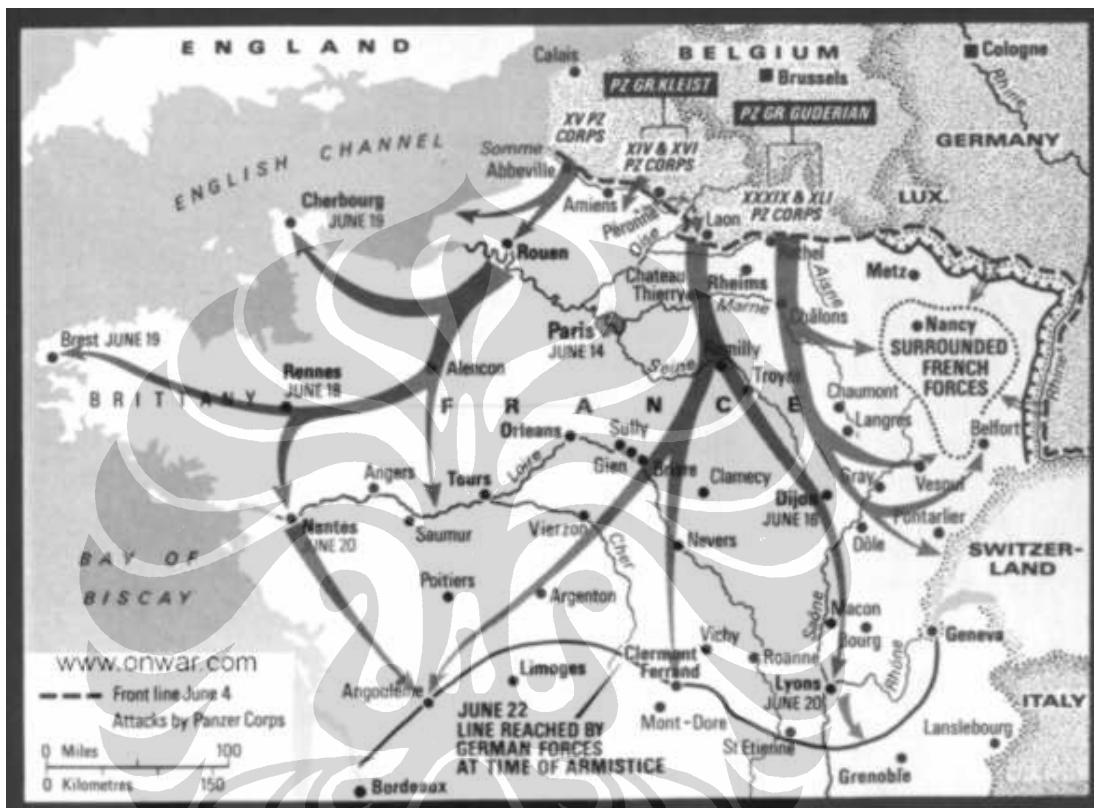 ENGLAND
Calais
BELGIUM
Cologne
Brussels
Rhine
PZ GR KLEIST
PZ GR GUDERIAN
GERMANY
XV PZ
CORPS
XIV & XVI
PZ CORPS
XXXIX & XLI
PZ CORPS
LUX.
ENGLISH CHANNEL
Somme
Abbeville
Amiens
Péronne
Oise
Laon
Cherbourg
JUNE 19
Rouen
Aisne
Metz
Chateau
Thierry
Rheims
Marne
Châlons
Paris
JUNE 14
Seine
Nancy
SURROUNDED
FRENCH
FORCES
Rhine
Brest JUNE 19
Rennes
JUNE 18
BRITTANY
Alencon
Troyes
FRANCE
Chaumont
Langres
Belfort
Orleans
Sully
Gien
Briare
Loire
Angers
Tours
Clamecy
Gray
Vesoul
Dijon
JUNE 16
Nantes
JUNE 20
Saumur
Vierzon
Cher
Nevers
Dôle
Pontarlier
SWITZER-
LAND
BAY OF
BISCAY
Poitiers
Argenton
Saône
Macon
Bourg
Geneva
Vichy
Roanne
Rhône
Clermont
Ferrand
Lyons
JUNE 20
www.onwar.com
Front line June 4
Attacks by Panzer Corps
0 Miles 100
0 Kilometres 150
Angoulême
Limoges
JUNE 22
LINE REACHED BY
GERMAN FORCES
AT TIME OF ARMISTICE
Mont-Dore
St Etienne
Lanslebourg
ITALY
Grenoble
Bordeaux